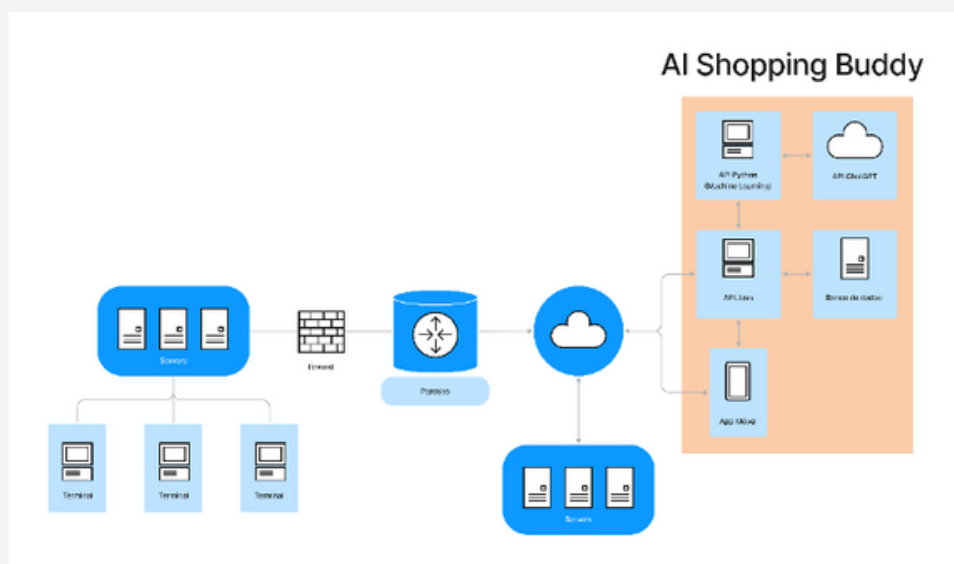 AI Shopping Buddy
API Python
(Machine Learning)
API ChatGPT
API Java
Banco de dados
Servers
Firewall
Parceiro
App Móvel
Terminal
Terminal
Terminal
Servers